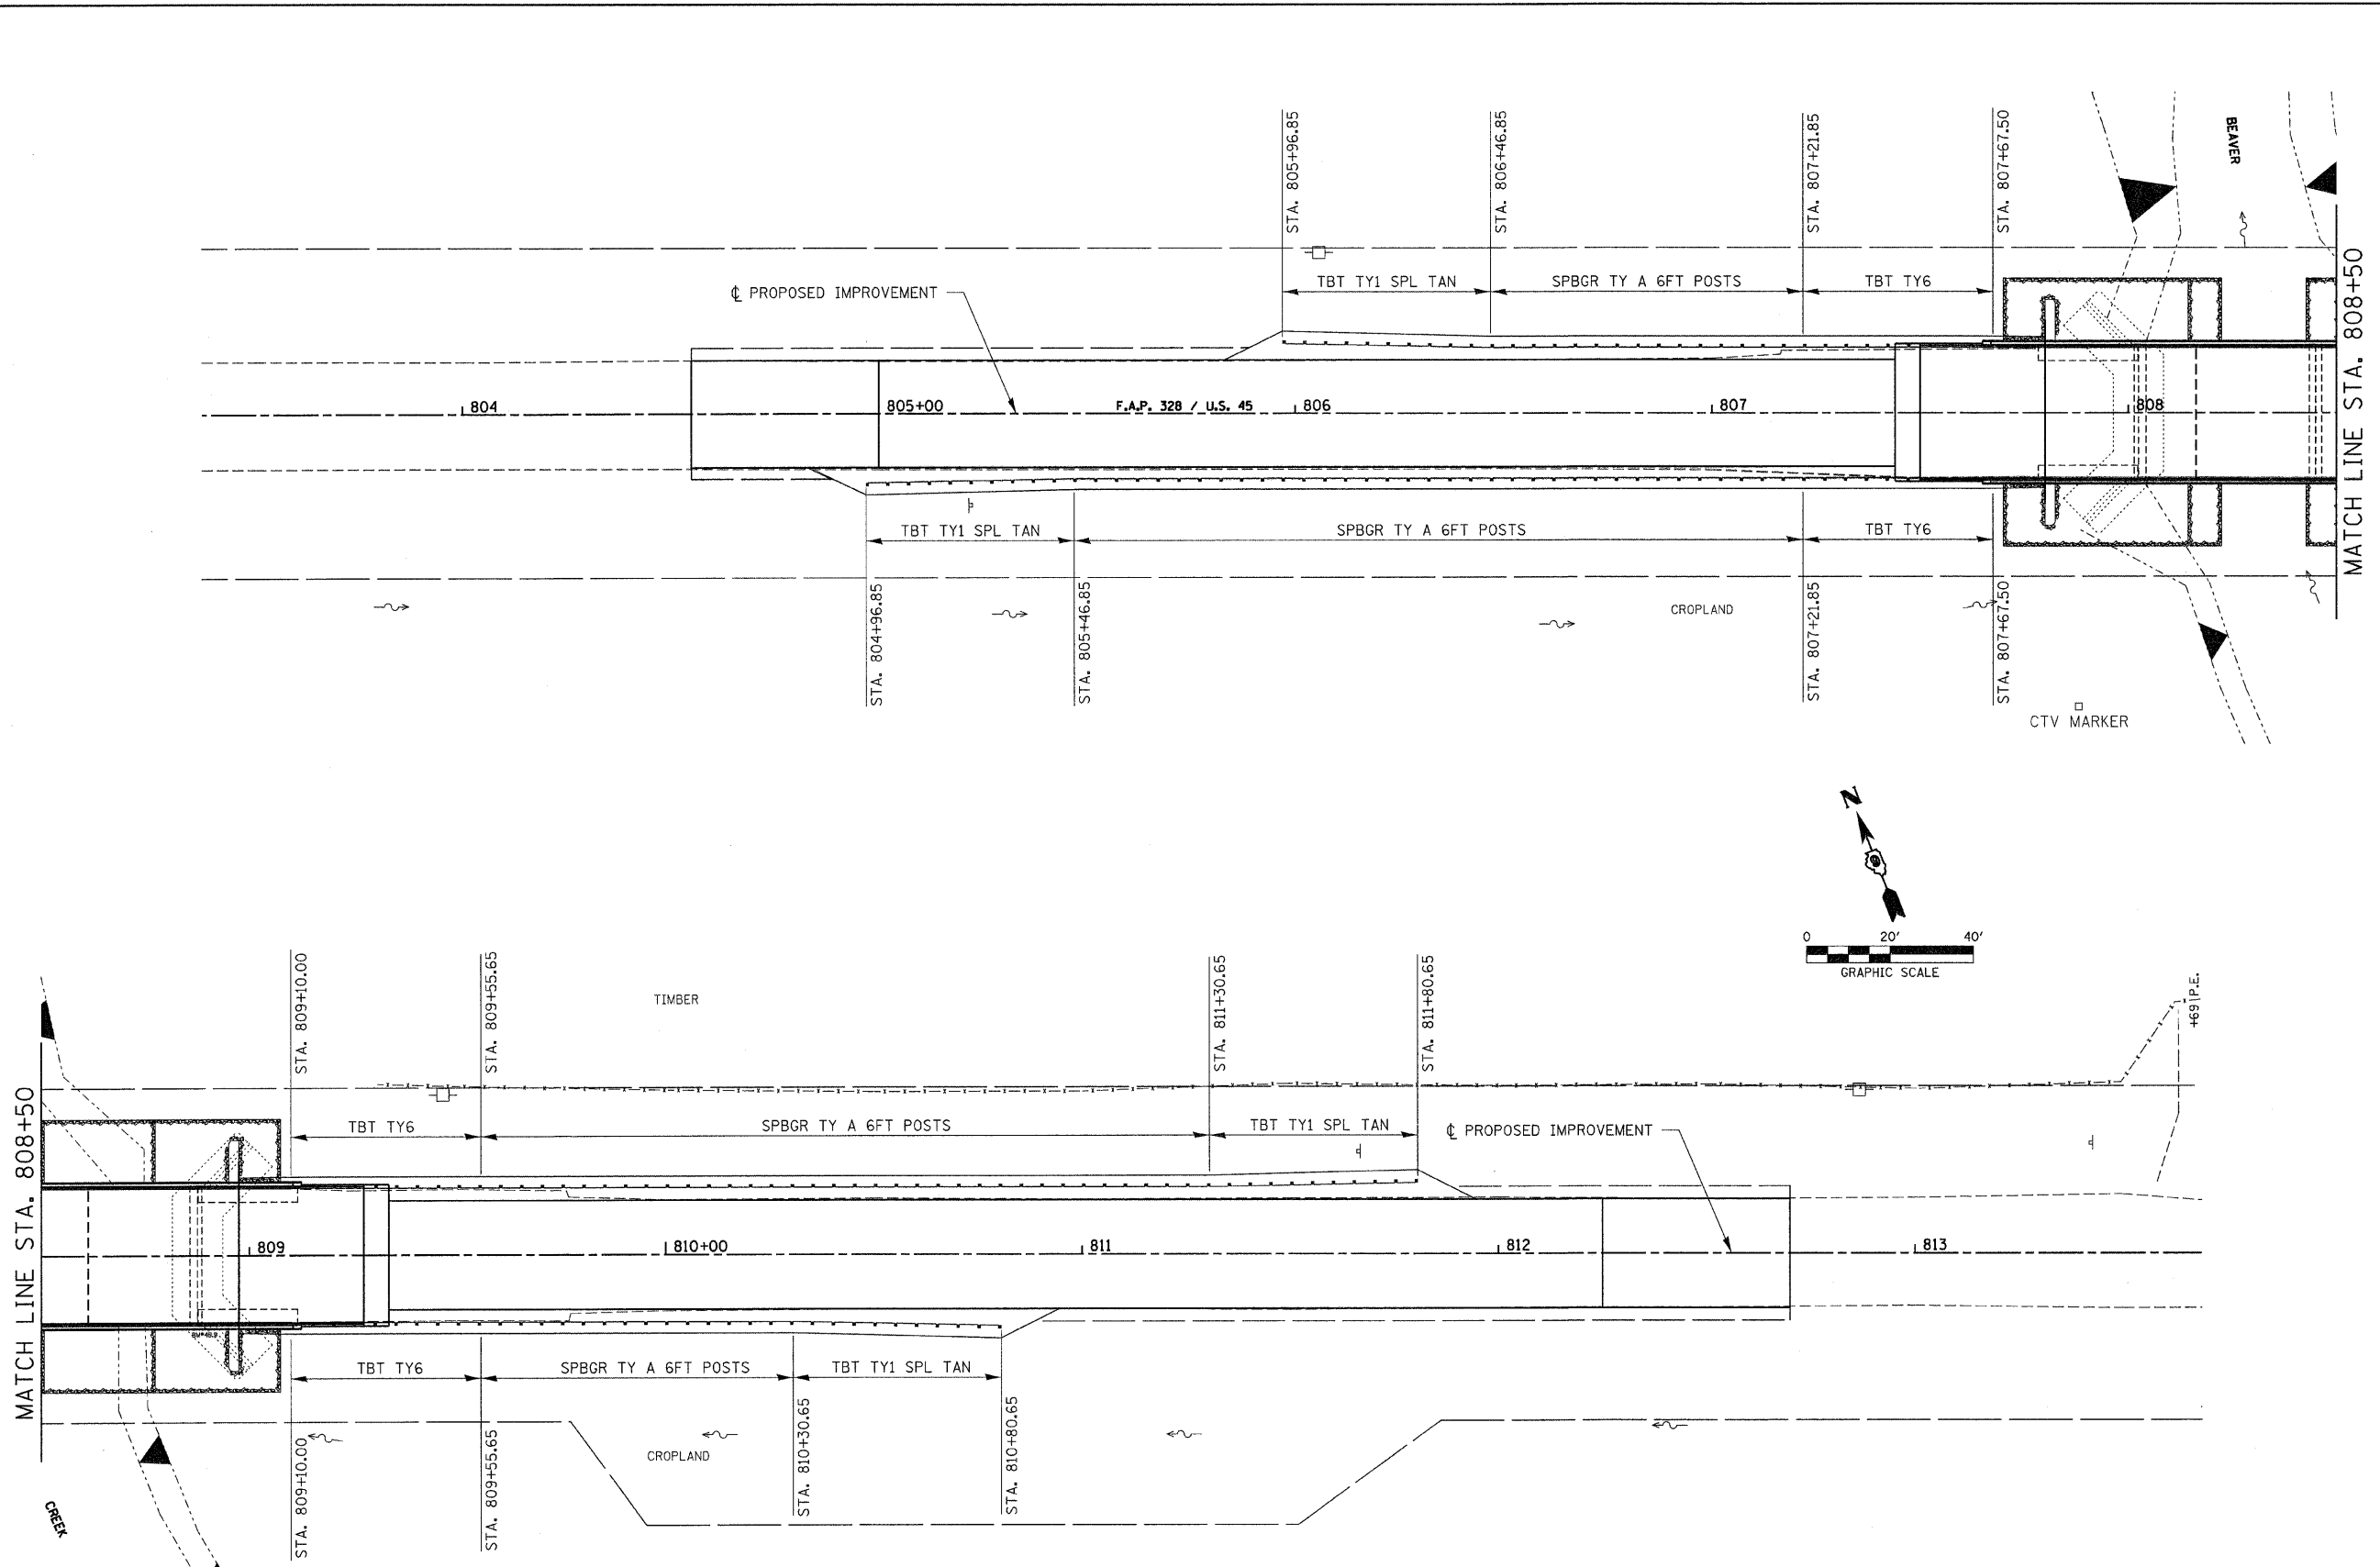 STA. 805+96.85
STA. 806+46.85
STA. 807+21.85
STA. 807+67.50
BEAVER
TBT TY1 SPL TAN
SPBGR TY A 6FT POSTS
TBT TY6
℄ PROPOSED IMPROVEMENT
MATCH LINE STA. 808+50
804
805+00
F.A.P. 328 / U.S. 45
806
807
808
TBT TY1 SPL TAN
SPBGR TY A 6FT POSTS
TBT TY6
STA. 804+96.85
STA. 805+46.85
CROPLAND
STA. 807+21.85
STA. 807+67.50
CTV MARKER
N
0 20' 40'
GRAPHIC SCALE
STA. 809+10.00
STA. 809+55.65
TIMBER
STA. 811+30.65
STA. 811+80.65
+69 P.E.
MATCH LINE STA. 808+50
TBT TY6
SPBGR TY A 6FT POSTS
TBT TY1 SPL TAN
℄ PROPOSED IMPROVEMENT
809
810+00
811
812
813
TBT TY6
SPBGR TY A 6FT POSTS
TBT TY1 SPL TAN
STA. 809+10.00
STA. 809+55.65
CROPLAND
STA. 810+30.65
STA. 810+80.65
CREEK